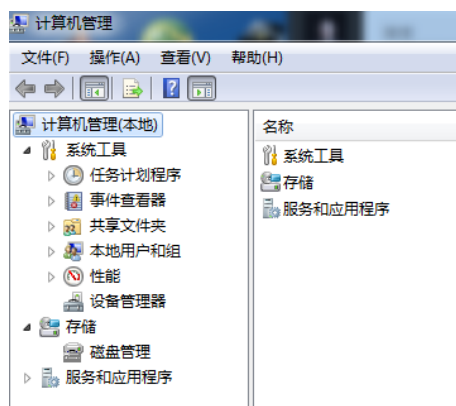 计算机管理
文件(F) 操作(A) 查看(V) 帮助(H)
计算机管理(本地)
系统工具
任务计划程序
事件查看器
共享文件夹
本地用户和组
性能
设备管理器
存储
磁盘管理
服务和应用程序
名称
系统工具
存储
服务和应用程序